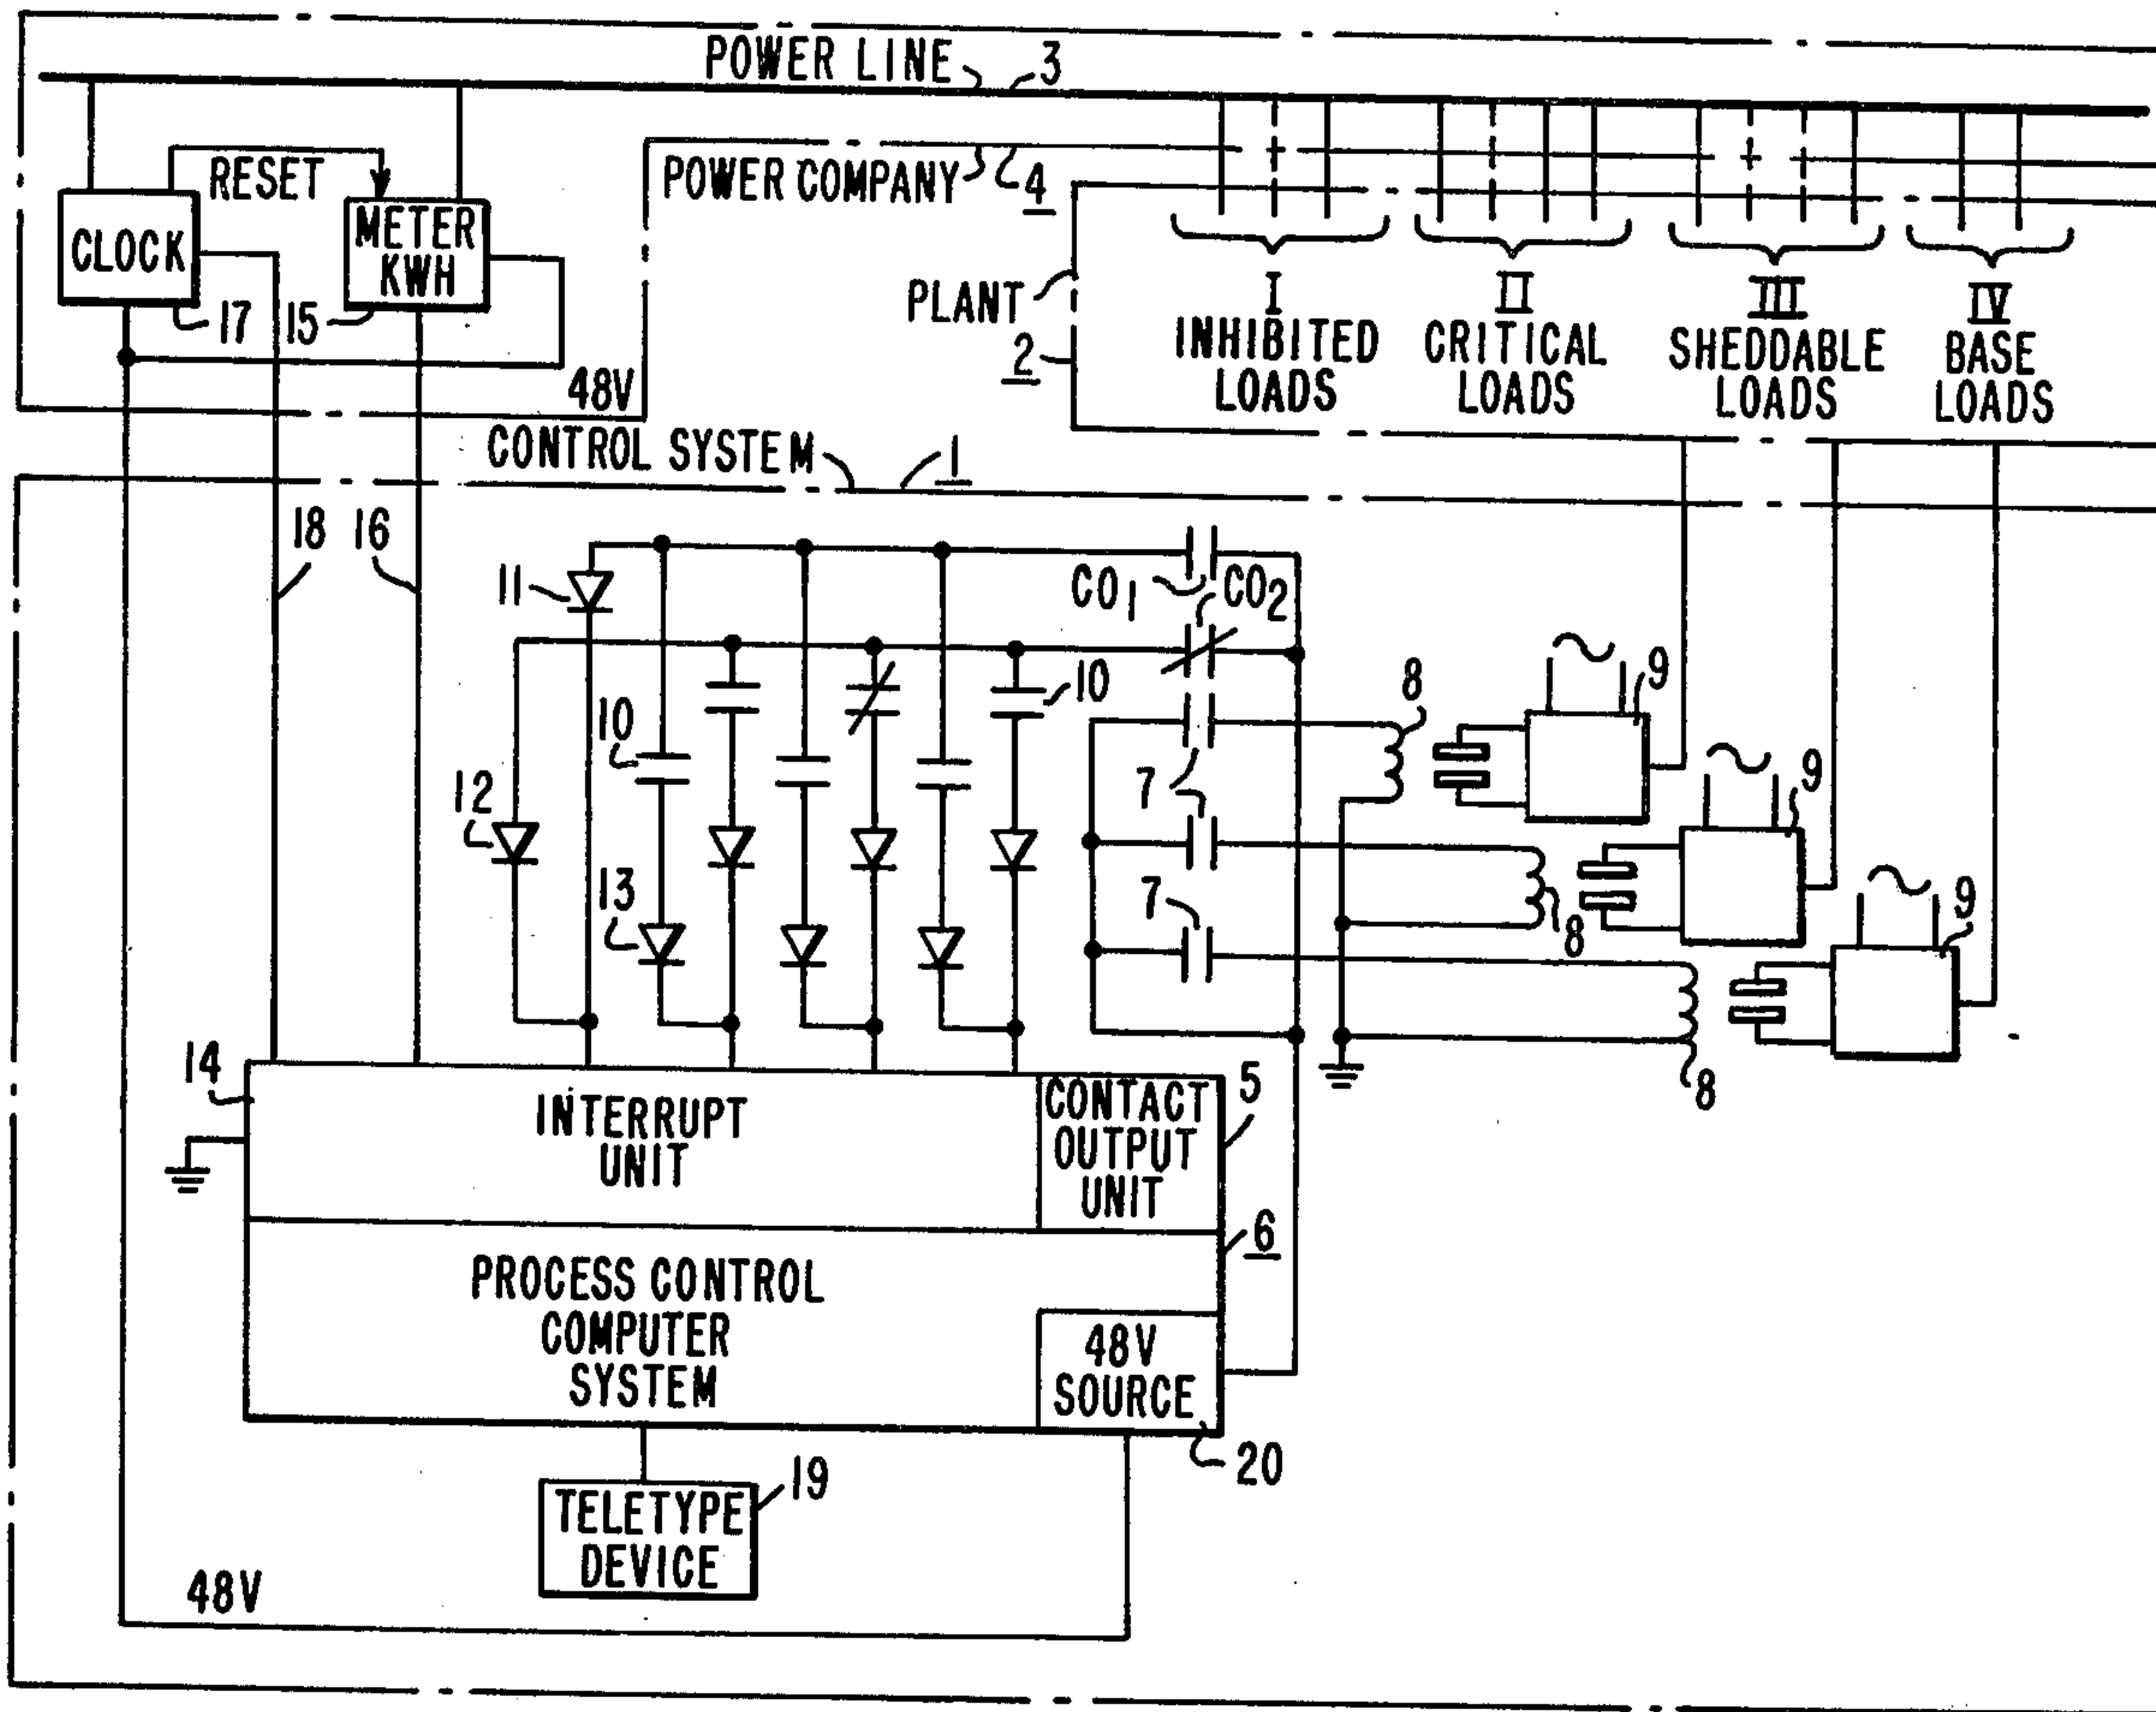 POWER LINE 3
RESET
POWER COMPANY 4
CLOCK
METER
KWH
17 15
48V
PLANT
2
I
INHIBITED
LOADS
II
CRITICAL
LOADS
III
SHEDDABLE
LOADS
IV
BASE
LOADS
CONTROL SYSTEM 1
18 16
11
CO1 CO2
10
10
8
9
12
7
9
13
7
8
9
14
8
INTERRUPT
UNIT
CONTACT
OUTPUT
UNIT
5
6
PROCESS CONTROL
COMPUTER
SYSTEM
48V
SOURCE
20
19
TELETYPE
DEVICE
48V